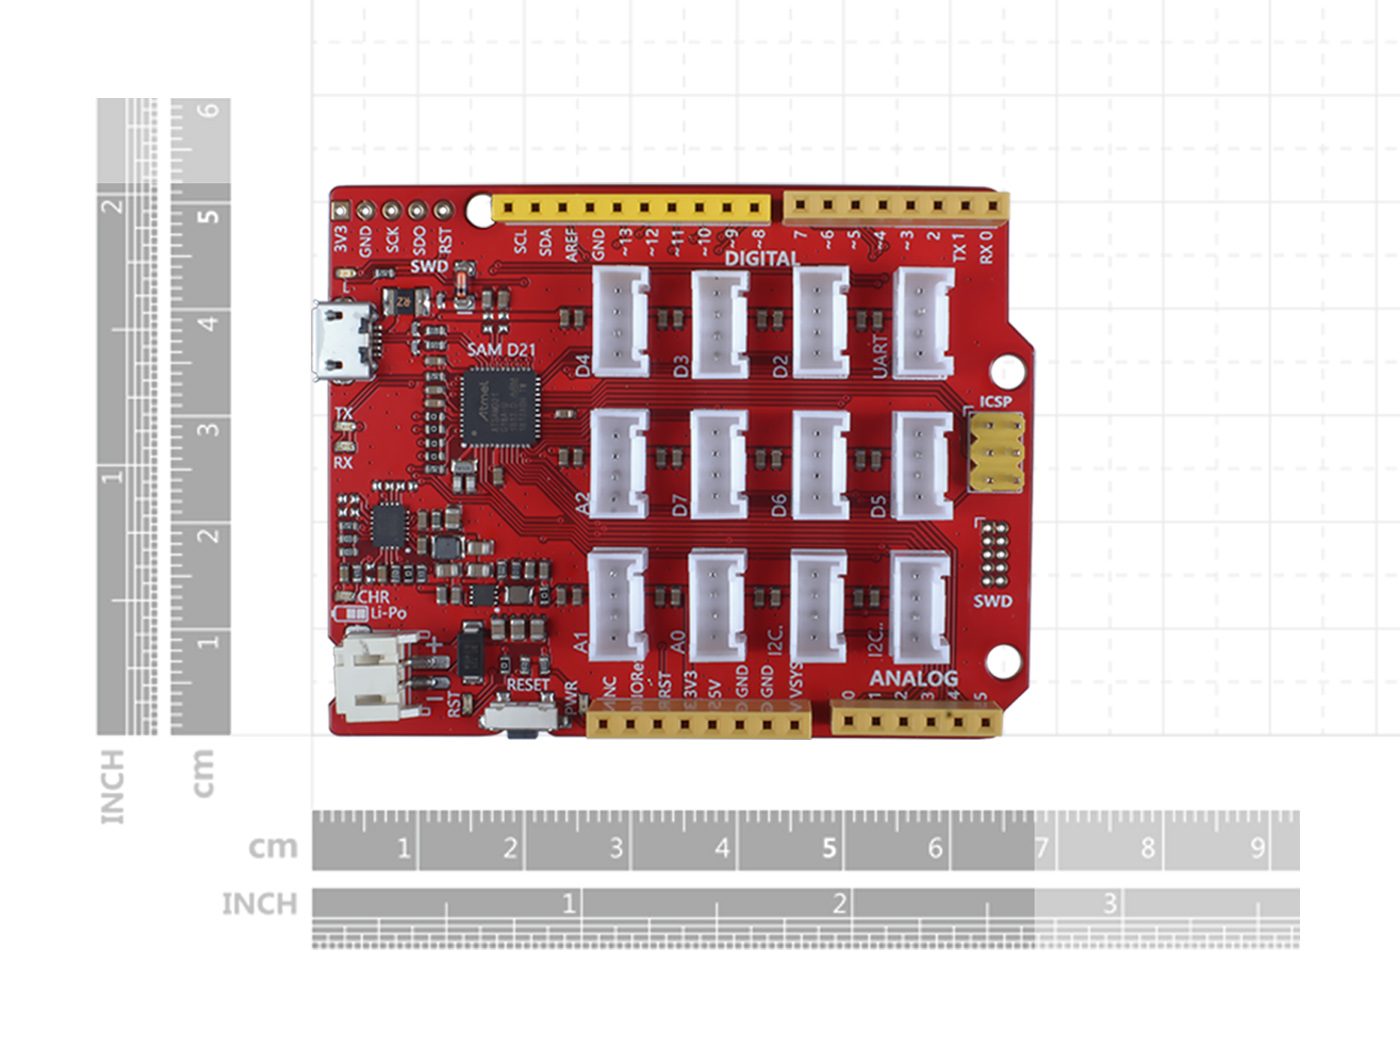 3V3 GND SCK SDO RST
SWD
SCL SDA AREF GND ~13 ~12 ~11 ~10 ~9 ~8
7 ~6 ~5 ~4 ~3 2 TX 1 RX 0
DIGITAL
L
SAM D21
Atmel
D4 D3 D2 UART
TX
RX
ICSP
A2 D7 D6 D5
CHR
Li-Po
SWD
A1 A0 I2C I2C
+
-
RST
RESET
PWR
NC
RST 3V3 5V GND GND VSYS
ANALOG
0 1 2 3 4 5
2
1
INCH
6
5
4
3
2
1
cm
cm 1 2 3 4 5 6 7 8 9
INCH 1 2 3